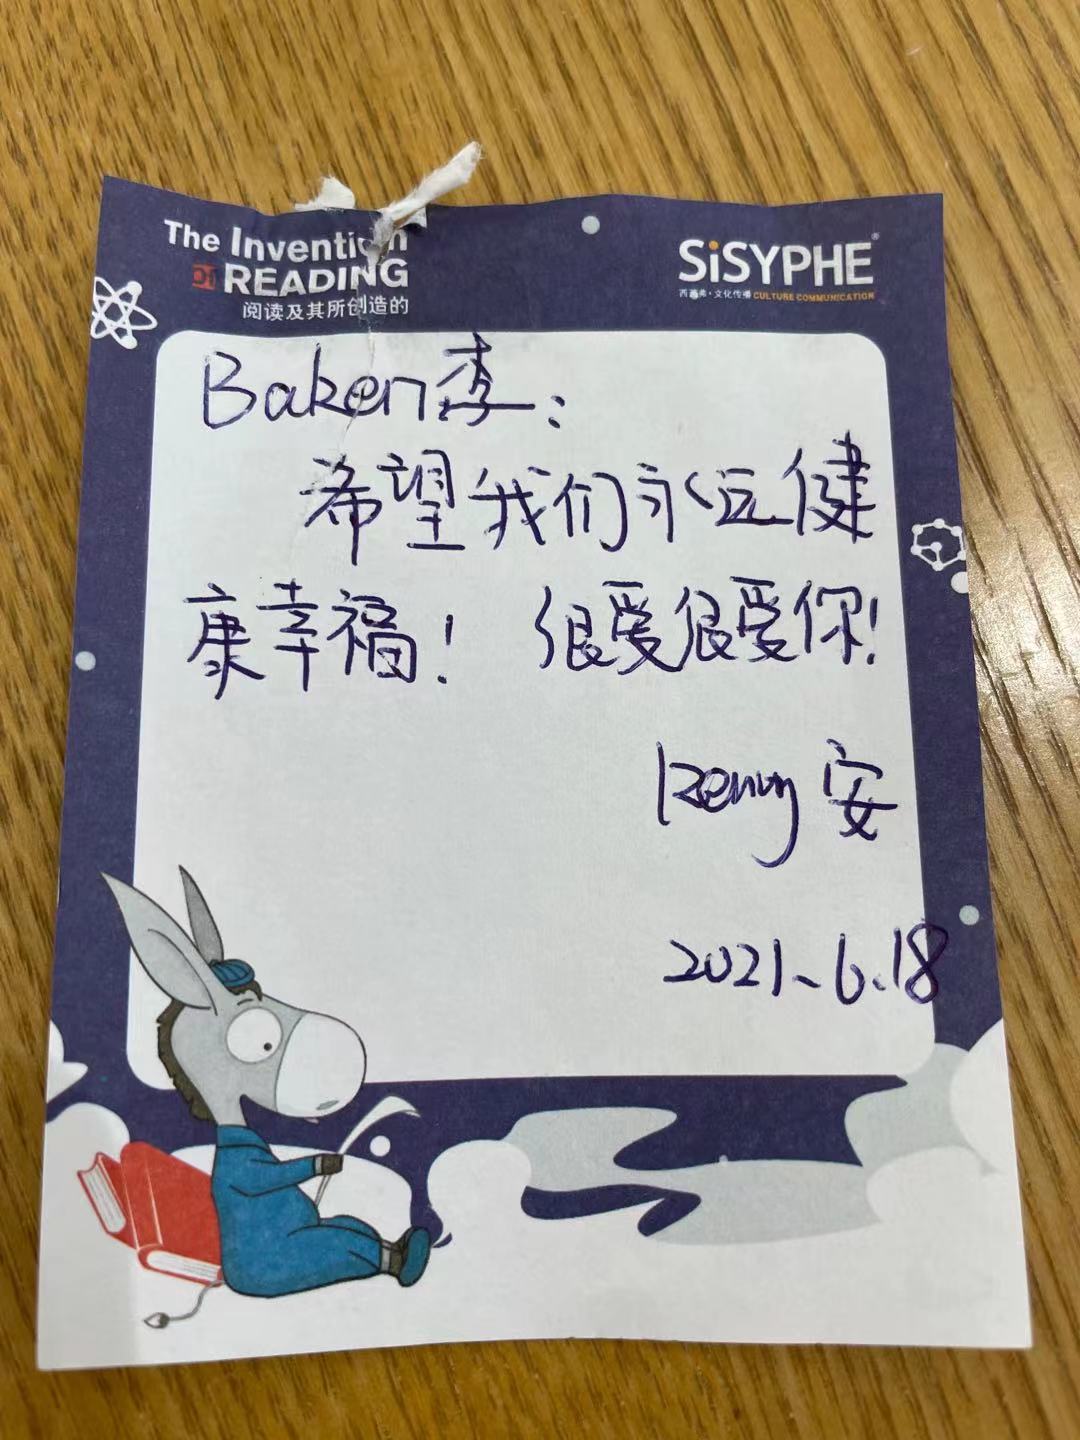 The Invention
OF READING
阅读及其所创造的
SiSYPHE®
西西弗·文化传播 CULTURE COMMUNICATION
Baken李：
希望我们永远健
康幸福！ 很爱很爱你！
Kenny安
2021、6、18